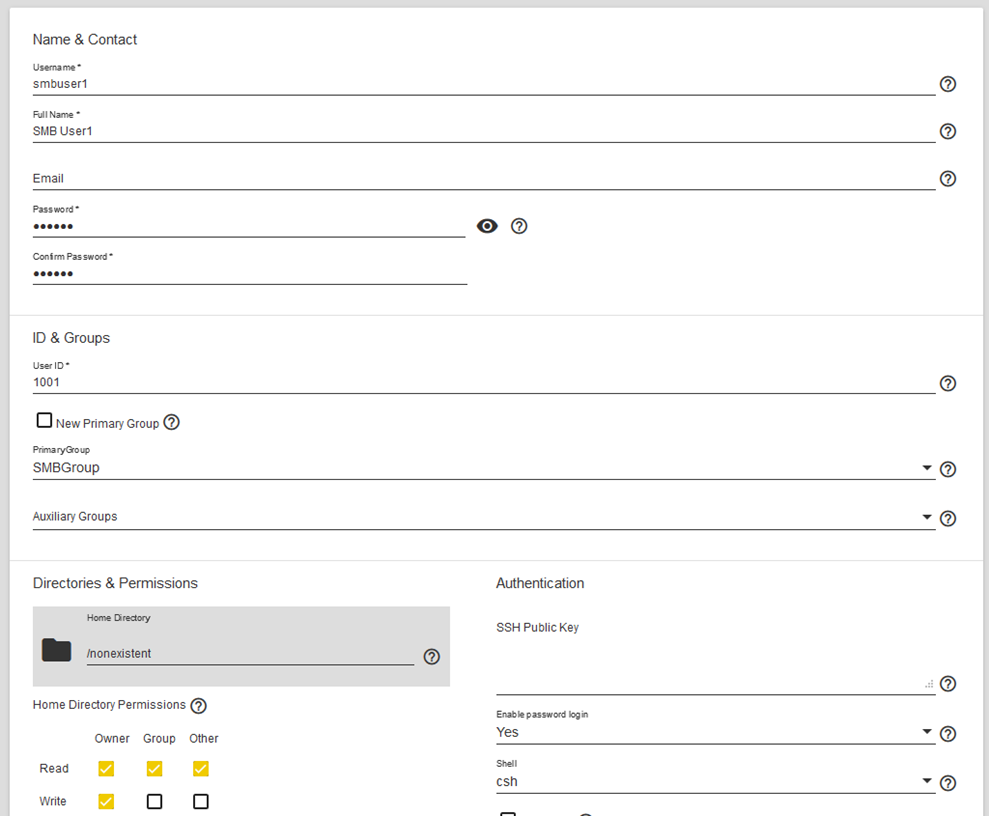 Name & Contact
Username *
smbuser1
Full Name *
SMB User1
Email
Password *
••••••
Confirm Password *
••••••
ID & Groups
User ID *
1001
New Primary Group
PrimaryGroup
SMBGroup
Auxiliary Groups
Directories & Permissions
Home Directory
/nonexistent
Home Directory Permissions
Owner Group Other
Read
Write
Authentication
SSH Public Key
Enable password login
Yes
Shell
csh